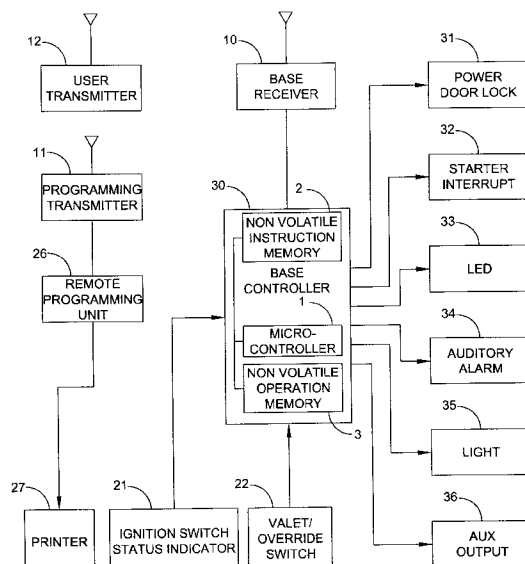 12
USER
TRANSMITTER
10
BASE
RECEIVER
31
POWER
DOOR LOCK
11
PROGRAMMING
TRANSMITTER
32
STARTER
INTERRUPT
30
2
NON VOLATILE
INSTRUCTION
MEMORY
BASE
CONTROLLER
26
REMOTE
PROGRAMMING
UNIT
33
LED
1
MICRO-
CONTROLLER
34
AUDITORY
ALARM
NON VOLATILE
OPERATION
MEMORY
3
35
LIGHT
27
PRINTER
21
IGNITION SWITCH
STATUS INDICATOR
22
VALET/
OVERRIDE
SWITCH
36
AUX
OUTPUT